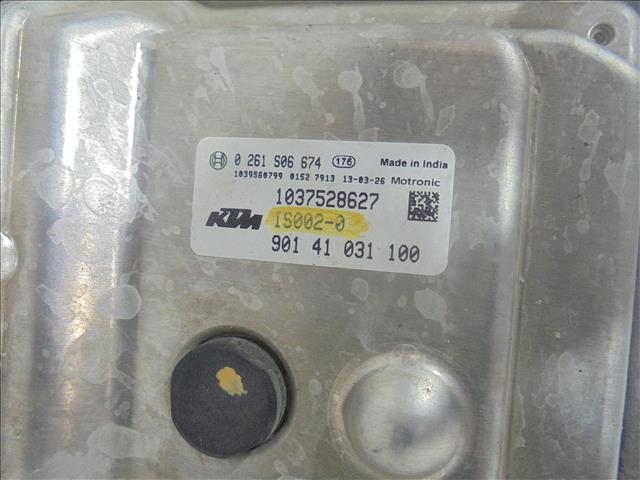 0 261 S06 674 176 Made in India
1039S60799 0152 7913 13-03-26 Motronic
1037528627
KTM IS002-0
901 41 031 100